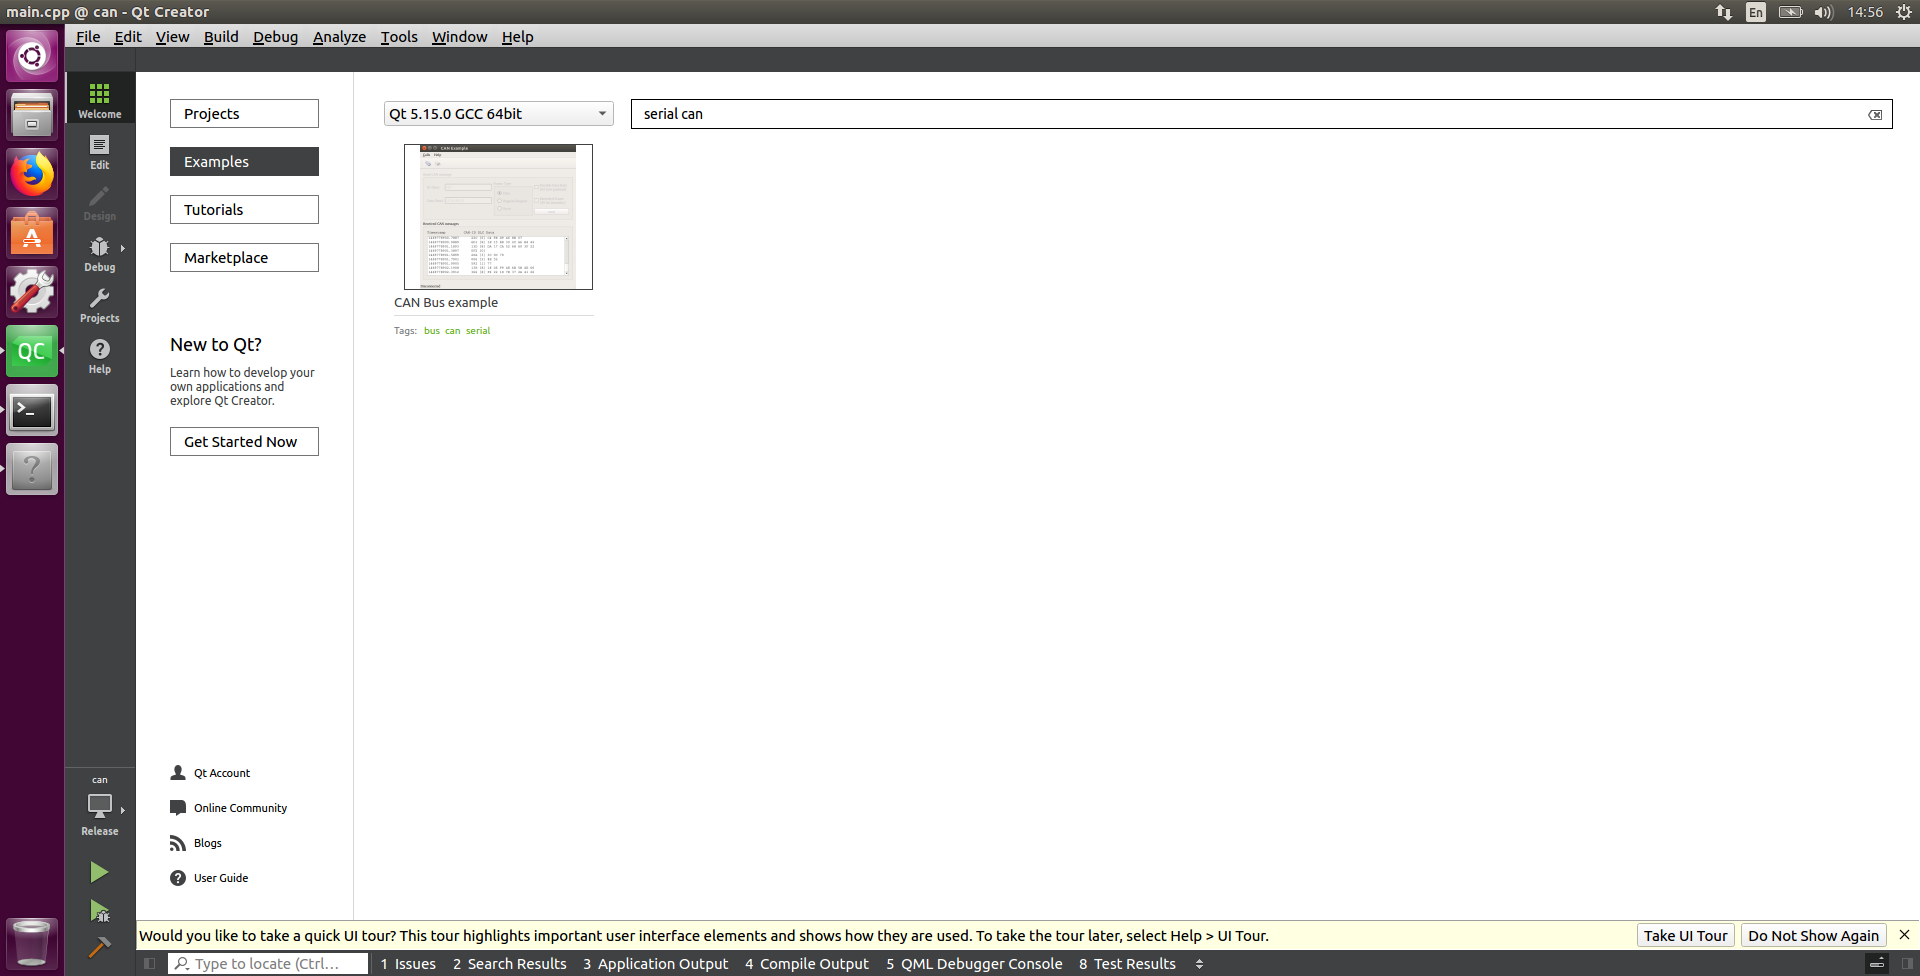 main.cpp @ can - Qt Creator
En
14:56
File Edit View Build Debug Analyze Tools Window Help
Welcome
Edit
Design
Debug
Projects
Help
QC
can
Release
Projects
Examples
Tutorials
Marketplace
New to Qt?
Learn how to develop your
own applications and
explore Qt Creator.
Get Started Now
Qt Account
Online Community
Blogs
User Guide
Qt 5.15.0 GCC 64bit
serial can
CAN Example
CAN Bus example
Tags: bus can serial
Would you like to take a quick UI tour? This tour highlights important user interface elements and shows how they are used. To take the tour later, select Help > UI Tour.
Take UI Tour
Do Not Show Again
Type to locate (Ctrl...
1 Issues 2 Search Results 3 Application Output 4 Compile Output 5 QML Debugger Console 8 Test Results